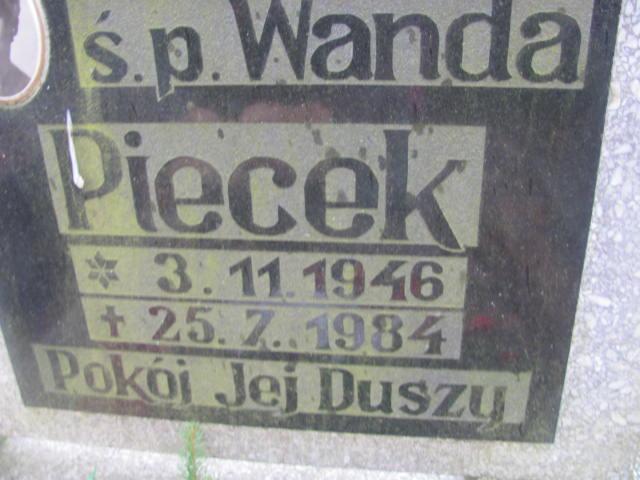 ś.p. Wanda
Piecek
* 3. 11. 1946
✝ 25. 7. 1984
Pokój Jej Duszy